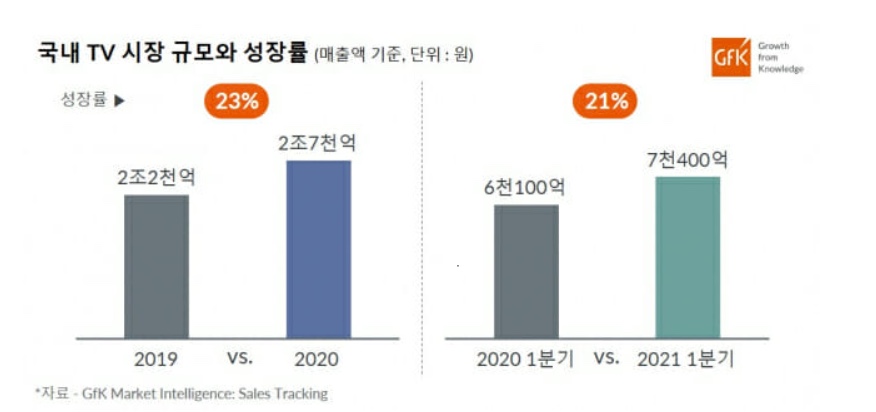 국내 TV 시장 규모와 성장률 (매출액 기준, 단위 : 원)
GfK
Growth
from
Knowledge
성장률 ▶
23%
21%
2조2천억
2조7천억
6천100억
7천400억
2019 vs. 2020
2020 1분기 vs. 2021 1분기
*자료 - GfK Market Intelligence: Sales Tracking